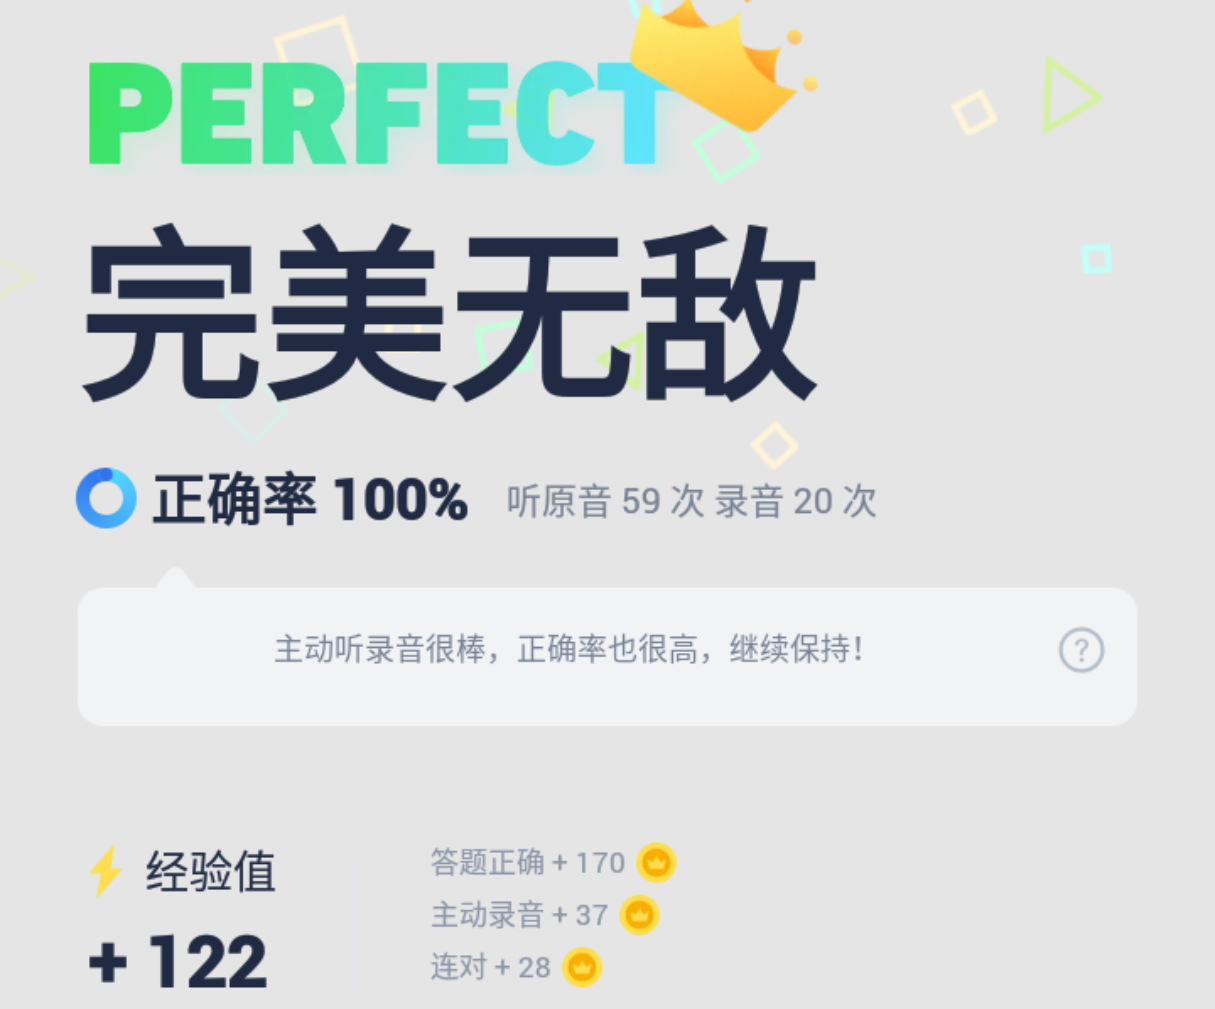 PERFECT
完美无敌
正确率 100% 听原音 59 次 录音 20 次
主动听录音很棒，正确率也很高，继续保持！
?
经验值
+ 122
答题正确 + 170
主动录音 + 37
连对 + 28